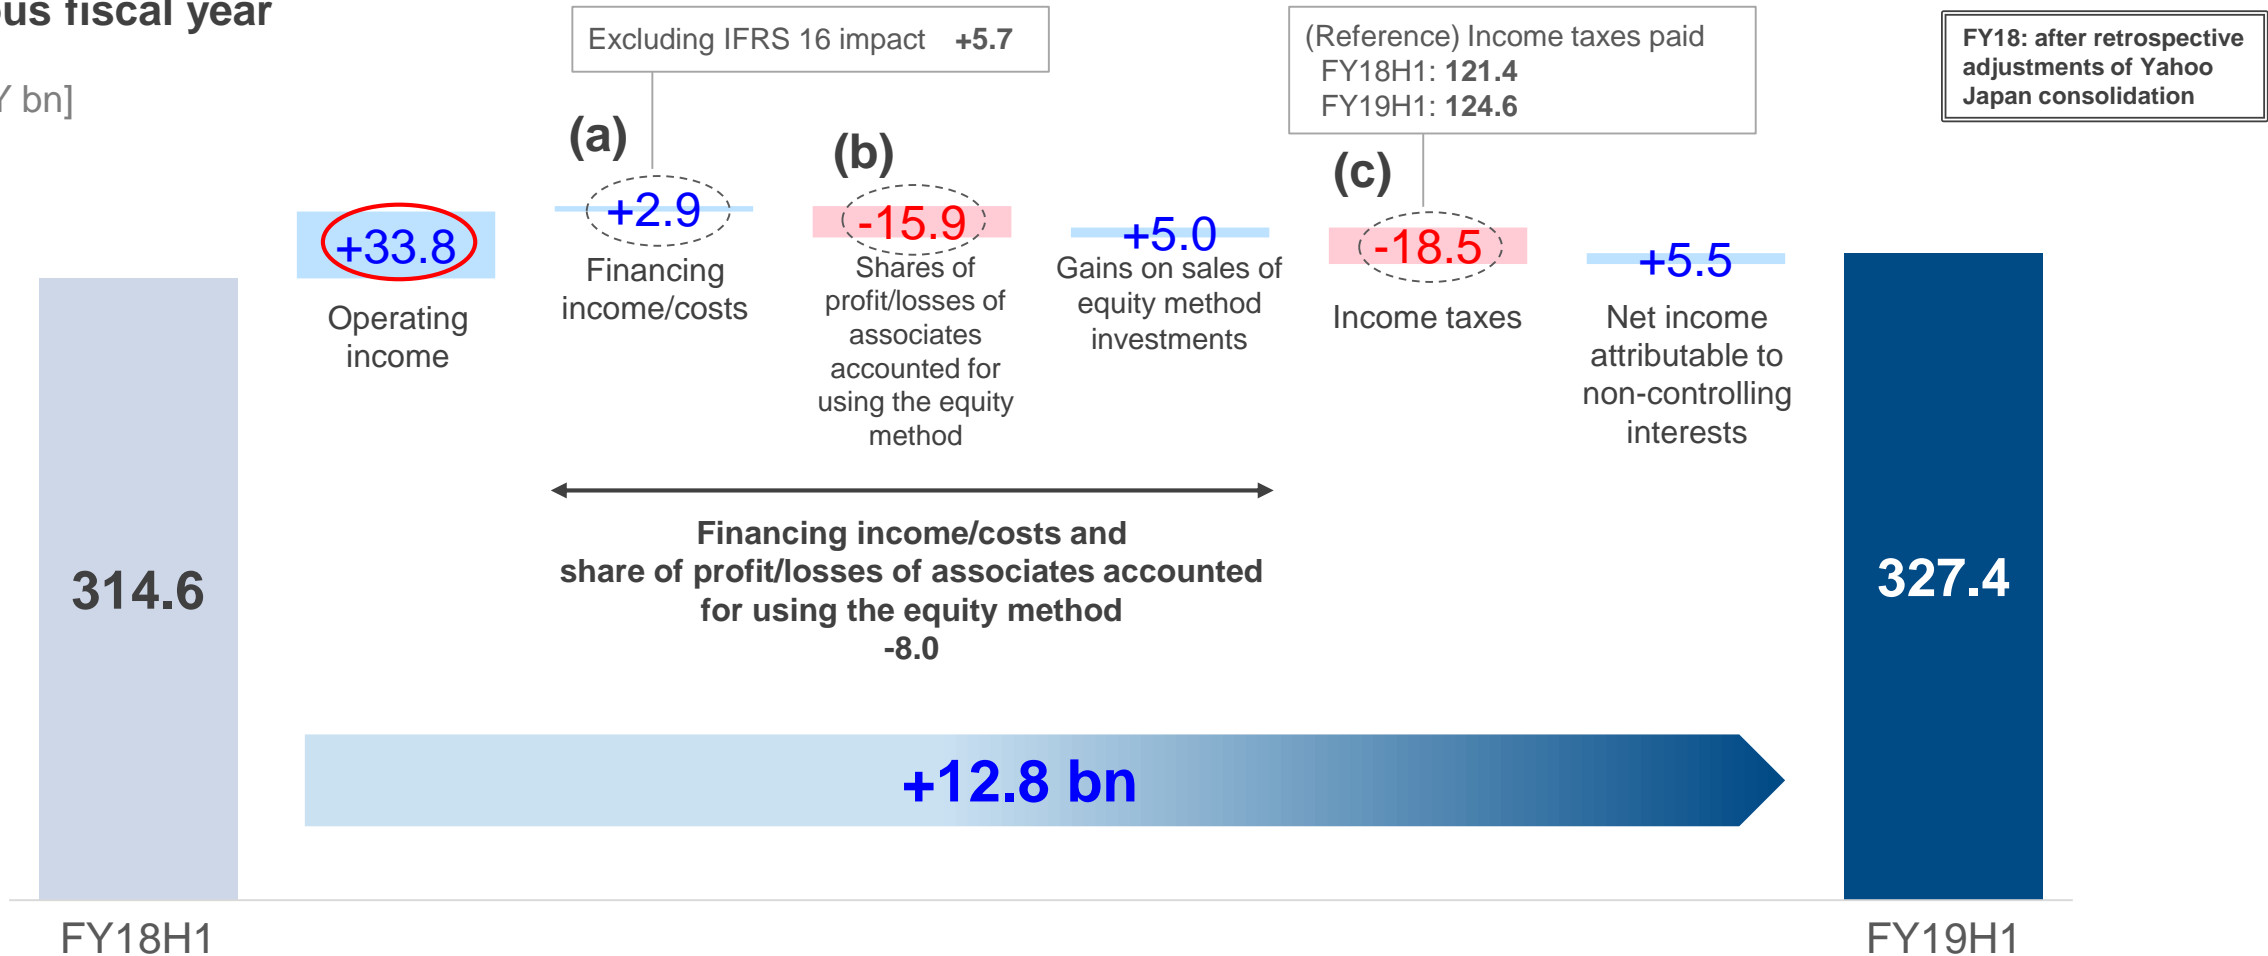 fiscal year
bn]
Excluding IFRS 16 impact +5.7
(Reference) Income taxes paid
FY18H1: 121.4
FY19H1: 124.6
FY18: after retrospective
adjustments of Yahoo
Japan consolidation
(a)
(b)
(c)
+33.8
Operating
income
+2.9
Financing
income/costs
-15.9
Shares of
profit/losses of
associates
accounted for
using the equity
method
+5.0
Gains on sales of
equity method
investments
-18.5
Income taxes
+5.5
Net income
attributable to
non-controlling
interests
Financing income/costs and
share of profit/losses of associates accounted
for using the equity method
-8.0
314.6
327.4
+12.8 bn
FY18H1
FY19H1